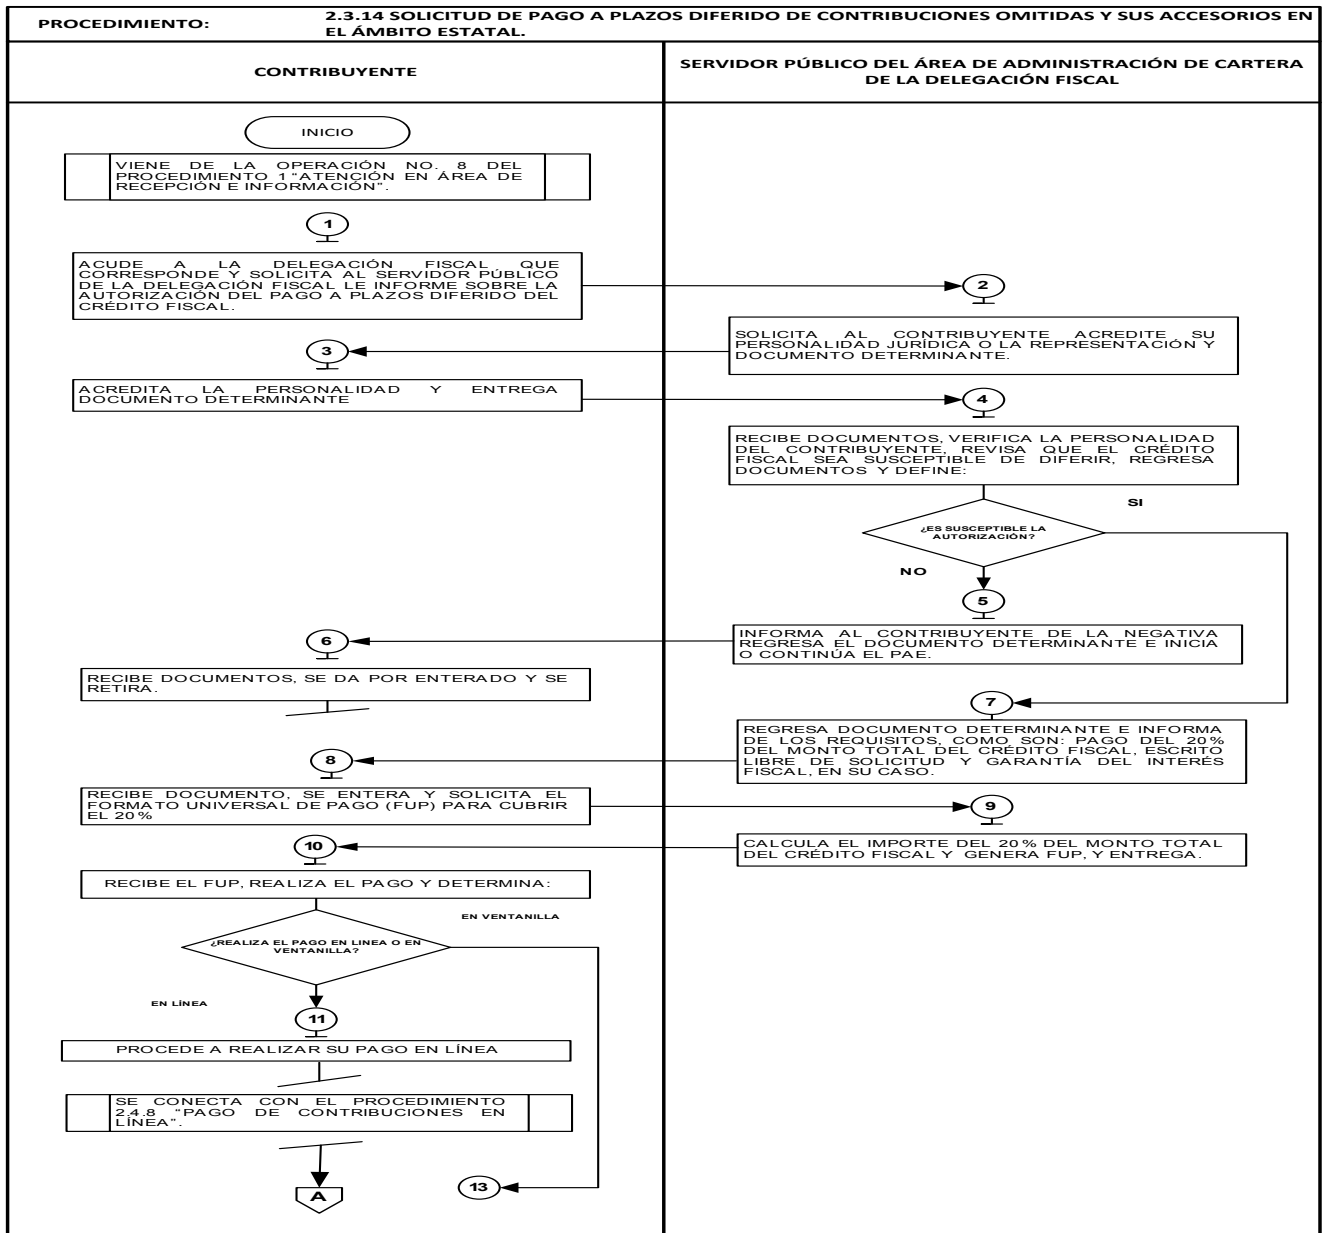 PROCEDIMIENTO:
2.3.14 SOLICITUD DE PAGO A PLAZOS DIFERIDO DE CONTRIBUCIONES OMITIDAS Y SUS ACCESORIOS EN
EL ÁMBITO ESTATAL.
CONTRIBUYENTE
SERVIDOR PÚBLICO DEL ÁREA DE ADMINISTRACIÓN DE CARTERA
DE LA DELEGACIÓN FISCAL
INICIO
VIENE DE LA OPERACIÓN NO. 8 DEL
PROCEDIMIENTO 1 "ATENCIÓN EN ÁREA DE
RECEPCIÓN E INFORMACIÓN".
1
ACUDE A LA DELEGACIÓN FISCAL QUE
CORRESPONDE Y SOLICITA AL SERVIDOR PÚBLICO
DE LA DELEGACIÓN FISCAL LE INFORME SOBRE LA
AUTORIZACIÓN DEL PAGO A PLAZOS DIFERIDO DEL
CRÉDITO FISCAL.
2
SOLICITA AL CONTRIBUYENTE ACREDITE SU
PERSONALIDAD JURÍDICA O LA REPRESENTACIÓN Y
DOCUMENTO DETERMINANTE.
3
ACREDITA LA PERSONALIDAD Y ENTREGA
DOCUMENTO DETERMINANTE
4
RECIBE DOCUMENTOS, VERIFICA LA PERSONALIDAD
DEL CONTRIBUYENTE, REVISA QUE EL CRÉDITO
FISCAL SEA SUSCEPTIBLE DE DIFERIR, REGRESA
DOCUMENTOS Y DEFINE:
SI
¿ES SUSCEPTIBLE LA
AUTORIZACIÓN?
NO
5
INFORMA AL CONTRIBUYENTE DE LA NEGATIVA
REGRESA EL DOCUMENTO DETERMINANTE E INICIA
O CONTINÚA EL PAE.
6
RECIBE DOCUMENTOS, SE DA POR ENTERADO Y SE
RETIRA.
7
REGRESA DOCUMENTO DETERMINANTE E INFORMA
DE LOS REQUISITOS, COMO SON: PAGO DEL 20%
DEL MONTO TOTAL DEL CRÉDITO FISCAL, ESCRITO
LIBRE DE SOLICITUD Y GARANTÍA DEL INTERÉS
FISCAL, EN SU CASO.
8
RECIBE DOCUMENTO, SE ENTERA Y SOLICITA EL
FORMATO UNIVERSAL DE PAGO (FUP) PARA CUBRIR
EL 20%
9
CALCULA EL IMPORTE DEL 20% DEL MONTO TOTAL
DEL CRÉDITO FISCAL Y GENERA FUP, Y ENTREGA.
10
RECIBE EL FUP, REALIZA EL PAGO Y DETERMINA:
EN VENTANILLA
¿REALIZA EL PAGO EN LINEA O EN
VENTANILLA?
EN LÍNEA
11
PROCEDE A REALIZAR SU PAGO EN LÍNEA
SE CONECTA CON EL PROCEDIMIENTO
2.4.8 "PAGO DE CONTRIBUCIONES EN
LÍNEA".
A
13